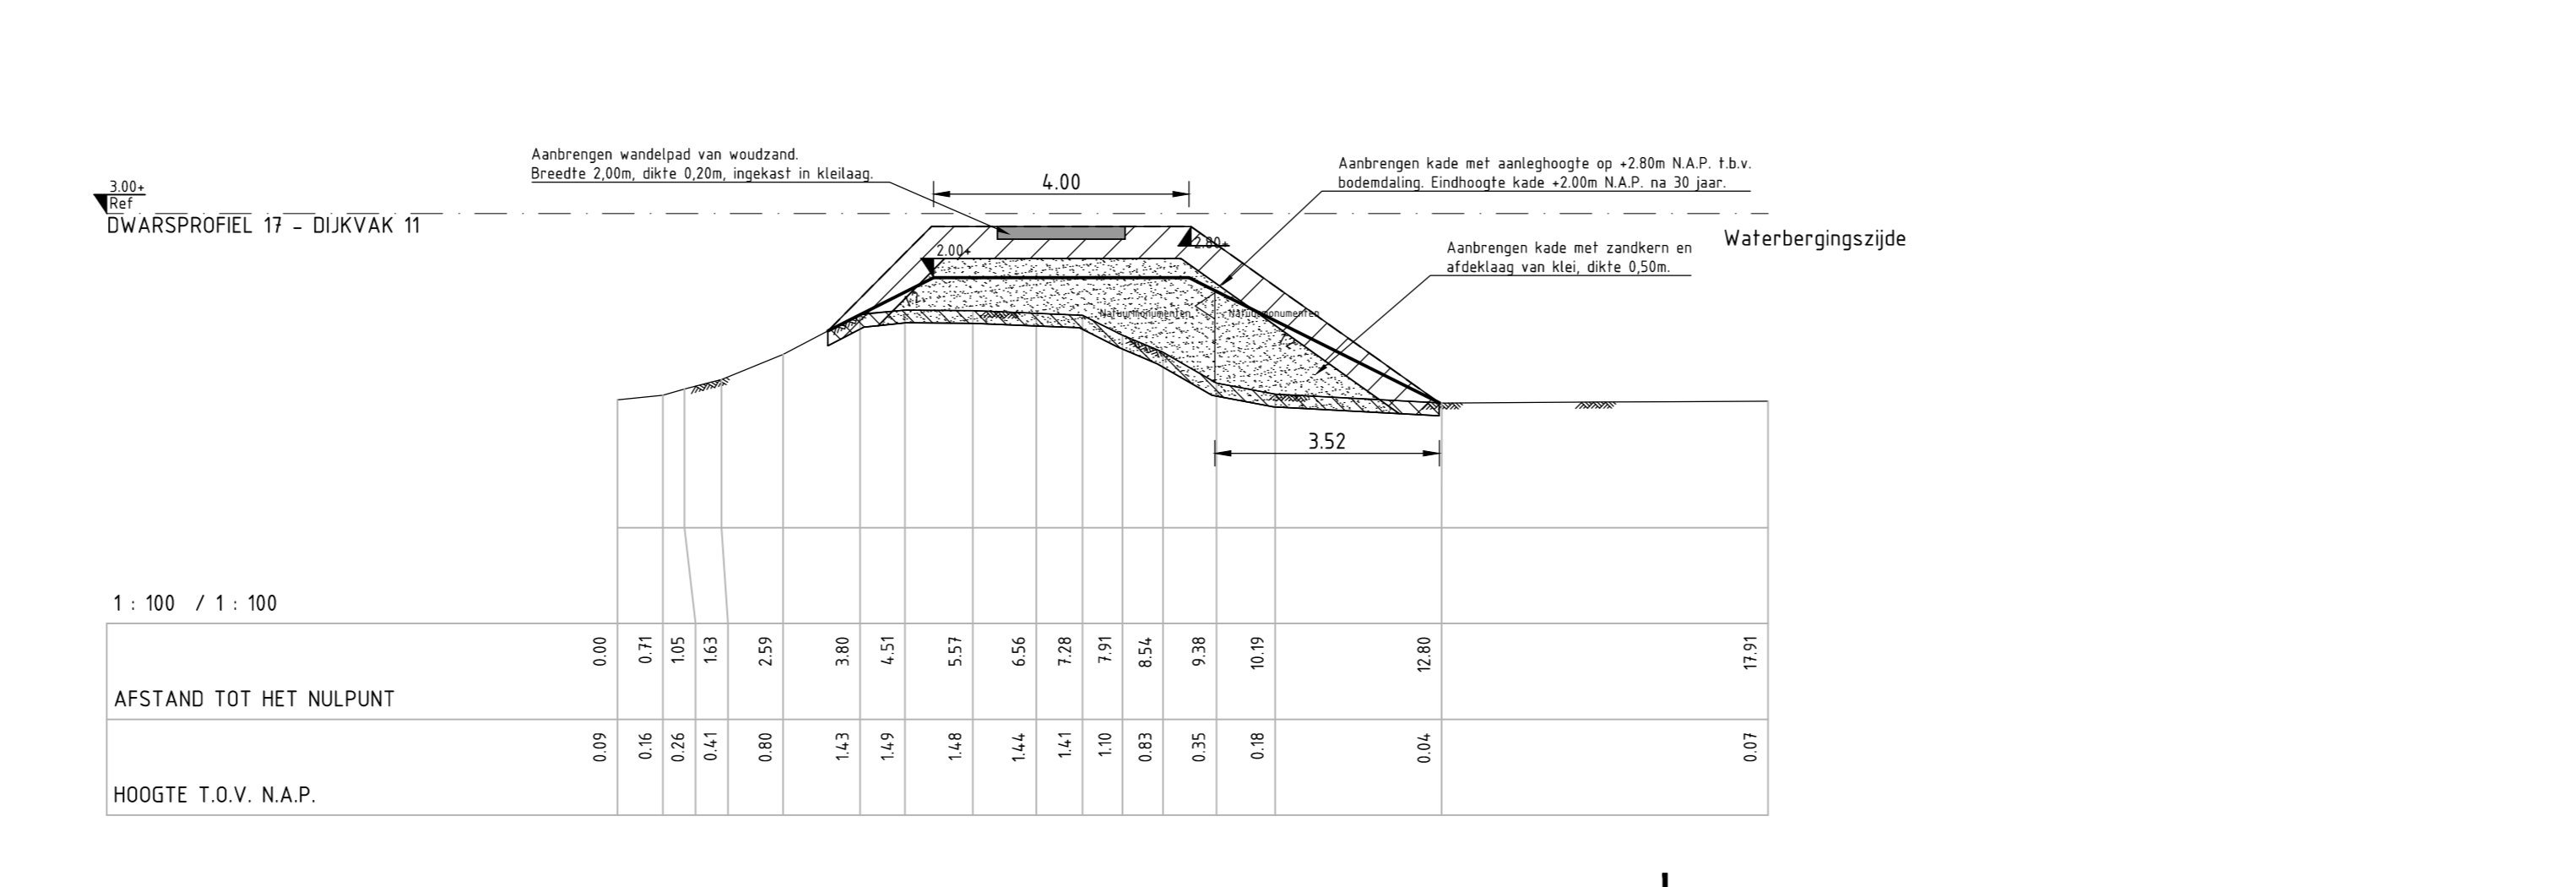 Aanbrengen wandelpad van woudzand.
Breedte 2,00m, dikte 0,20m, ingekast in kleilaag.
4.00
Aanbrengen kade met aanleghoogte op +2.80m N.A.P. t.b.v.
bodemdaling. Eindhoogte kade +2.00m N.A.P. na 30 jaar.
3.00+
Ref
DWARSPROFIEL 17 - DIJKVAK 11
Waterbergingszijde
2.00+
2.80+
Aanbrengen kade met zandkern en
afdeklaag van klei, dikte 0,50m.
Natuurmonumenten
Natuurmonumenten
3.52
1 : 100 / 1 : 100
AFSTAND TOT HET NULPUNT
0.00 0.71 1.05 1.63 2.59 3.80 4.51 5.57 6.56 7.28 7.91 8.54 9.38 10.19 12.80 17.91
HOOGTE T.O.V. N.A.P.
0.09 0.16 0.26 0.41 0.80 1.43 1.49 1.48 1.44 1.41 1.10 0.83 0.35 0.18 0.04 0.07